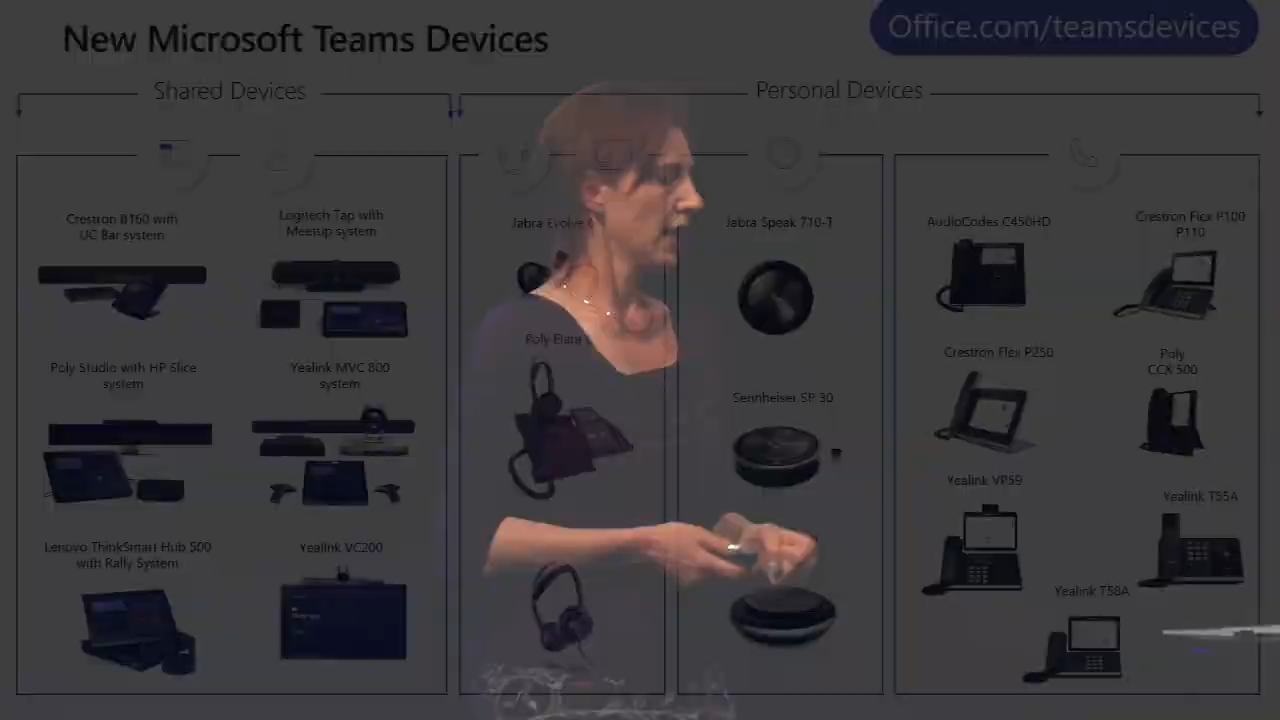 New Microsoft Teams Devices
Office.com/teamsdevices
Shared Devices
Personal Devices
Crestron B160 with
UC Bar system
Logitech Tap with
Meetup system
Poly Studio with HP Slice
system
Yealink MVC 800
system
Lenovo ThinkSmart Hub 500
with Rally System
Yealink VC200
Jabra Evolve
Poly Elara
Jabra Speak 710-T
Sennheiser SP 30
AudioCodes C450HD
Crestron Flex P100
P110
Crestron Flex P250
Poly
CCX 500
Yealink VP59
Yealink T55A
Yealink T58A